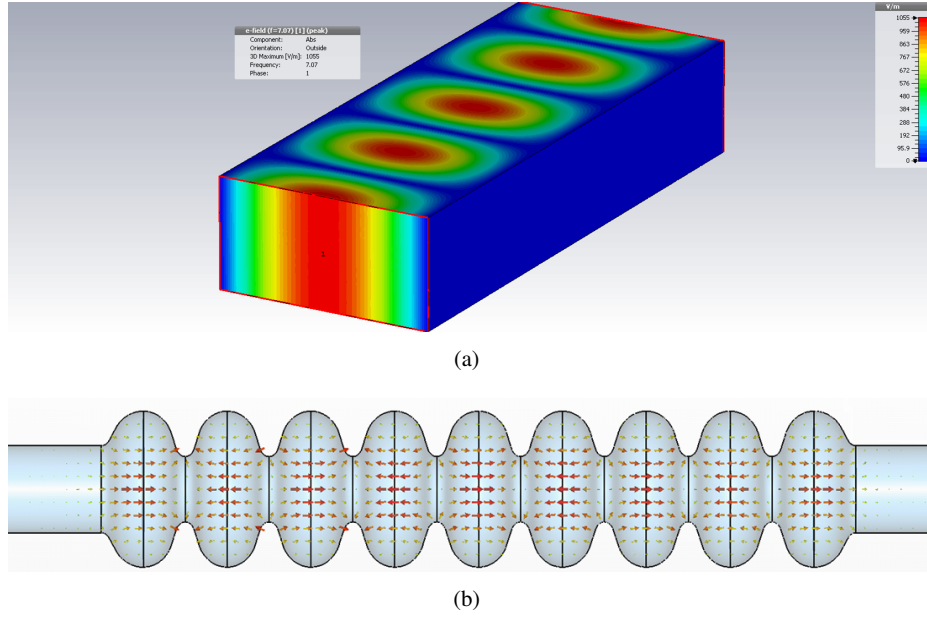 e-field (f=7.07) [1] (peak)
Component: Abs
Orientation: Outside
3D Maximum [V/m]: 1055
Frequency: 7.07
Phase: 1
V/m
1055
959
863
767
672
576
480
384
288
192
95.9
0
1
(a)
(b)